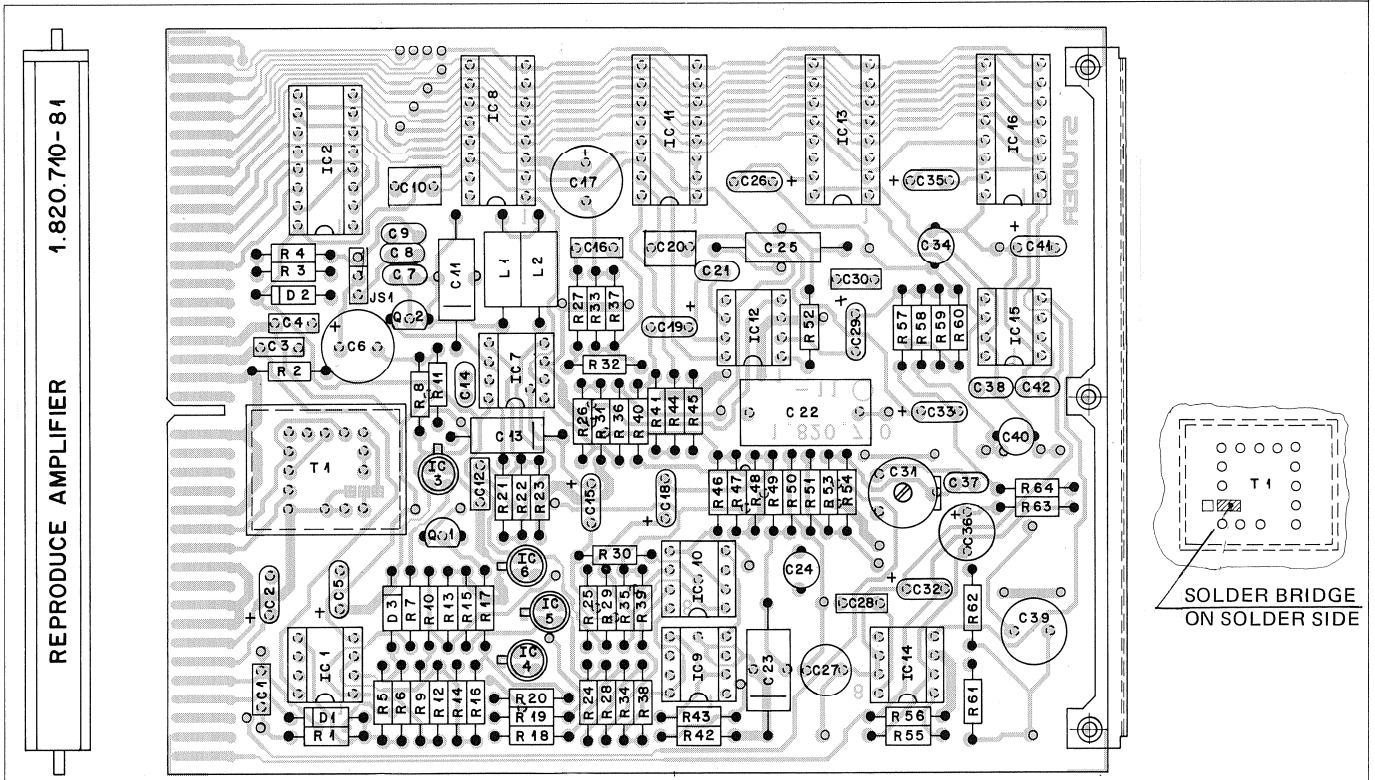 REPRODUCE AMPLIFIER 1.820.710-81
IC2
IC8
IC11
IC13
IC16
STUDER
C10
C17
C26
+
+
C35
R4
R3
D2
C9
C8
C7
JS1
C11
L1
L2
C16
C20
C21
C25
C30
C34
+
C41
C4
C3
R2
+
C6
Q2
R8
R11
C14
IC7
R27
R33
R37
R32
+
C19
IC12
R52
+
C29
R57
R58
R59
R60
IC15
C38
C42
T1
C13
IC3
C12
R21
R22
R23
R26
R31
R36
R40
R41
R44
R45
C22
1.820.710
-11
+
C33
C40
+
C15
+
C18
R46
R47
R48
R49
R50
R51
R53
R54
C31
C37
R64
R63
+
C36
Q1
IC6
IC5
IC4
R30
IC10
C24
C28
+
C32
R62
C39
+
C2
+
C5
D3
R7
R10
R13
R15
R17
R25
R29
R35
R39
C1
IC1
D1
R1
R5
R6
R9
R12
R14
R16
R20
R19
R18
R24
R28
R34
R38
IC9
R43
R42
C23
C27
8
IC14
R56
R55
R61
T1
SOLDER BRIDGE
ON SOLDER SIDE